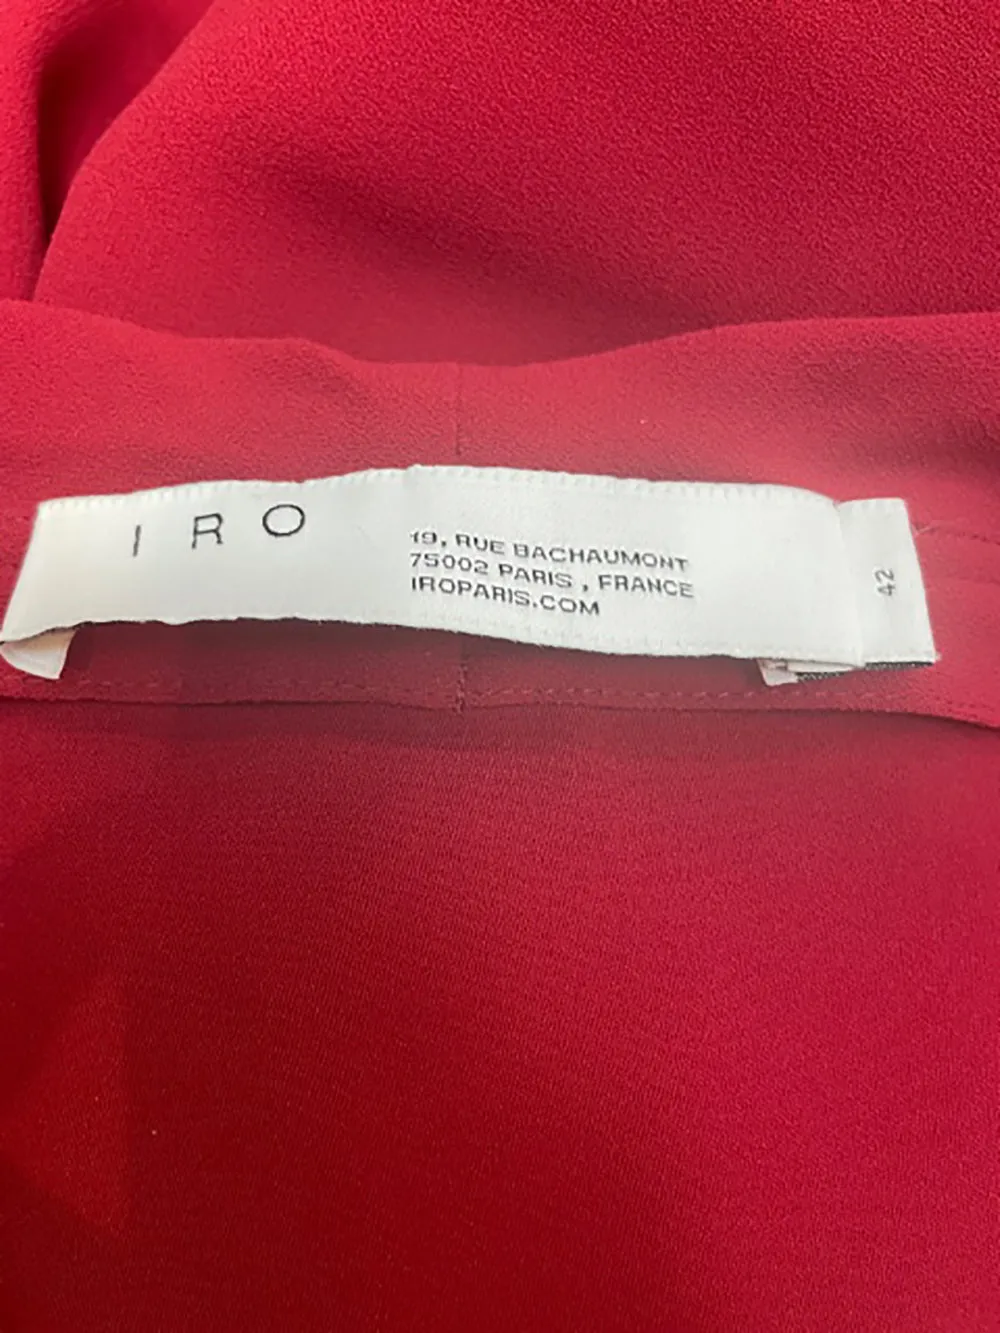 I R O
19, RUE BACHAUMONT
75002 PARIS , FRANCE
IROPARIS.COM
42